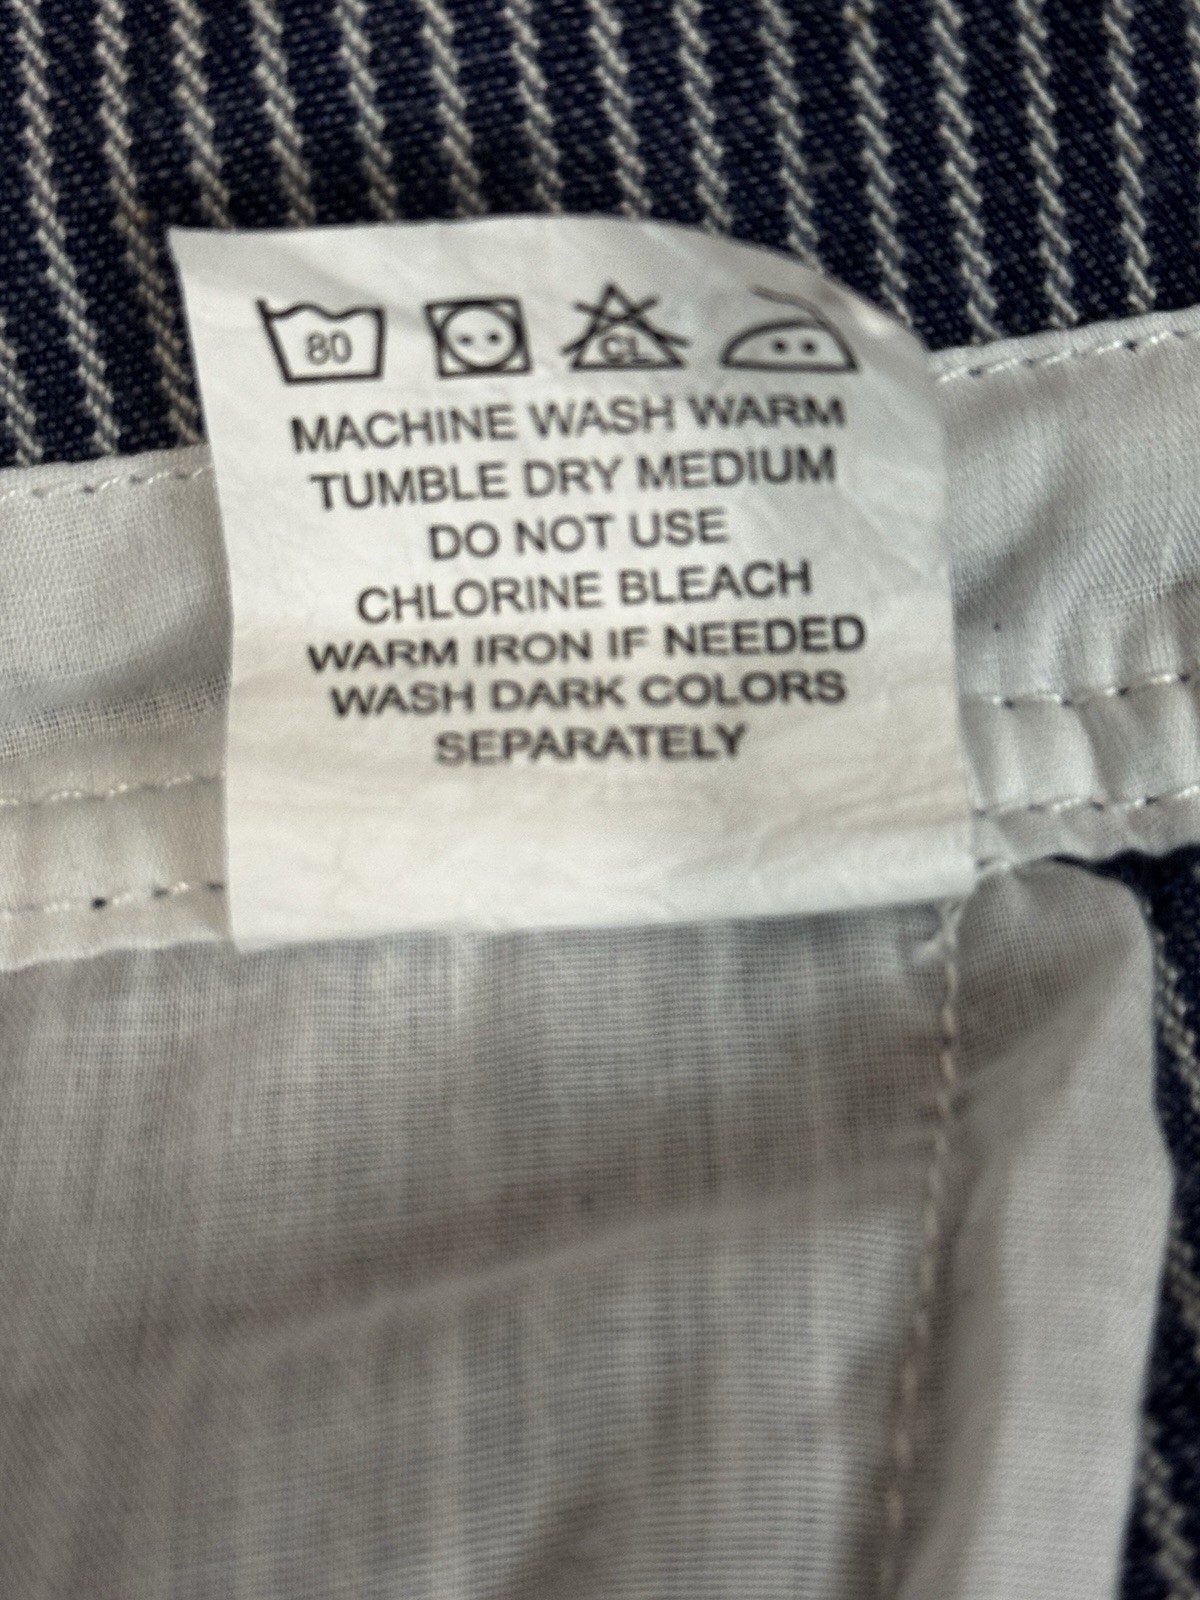 80 CL
MACHINE WASH WARM
TUMBLE DRY MEDIUM
DO NOT USE
CHLORINE BLEACH
WARM IRON IF NEEDED
WASH DARK COLORS
SEPARATELY